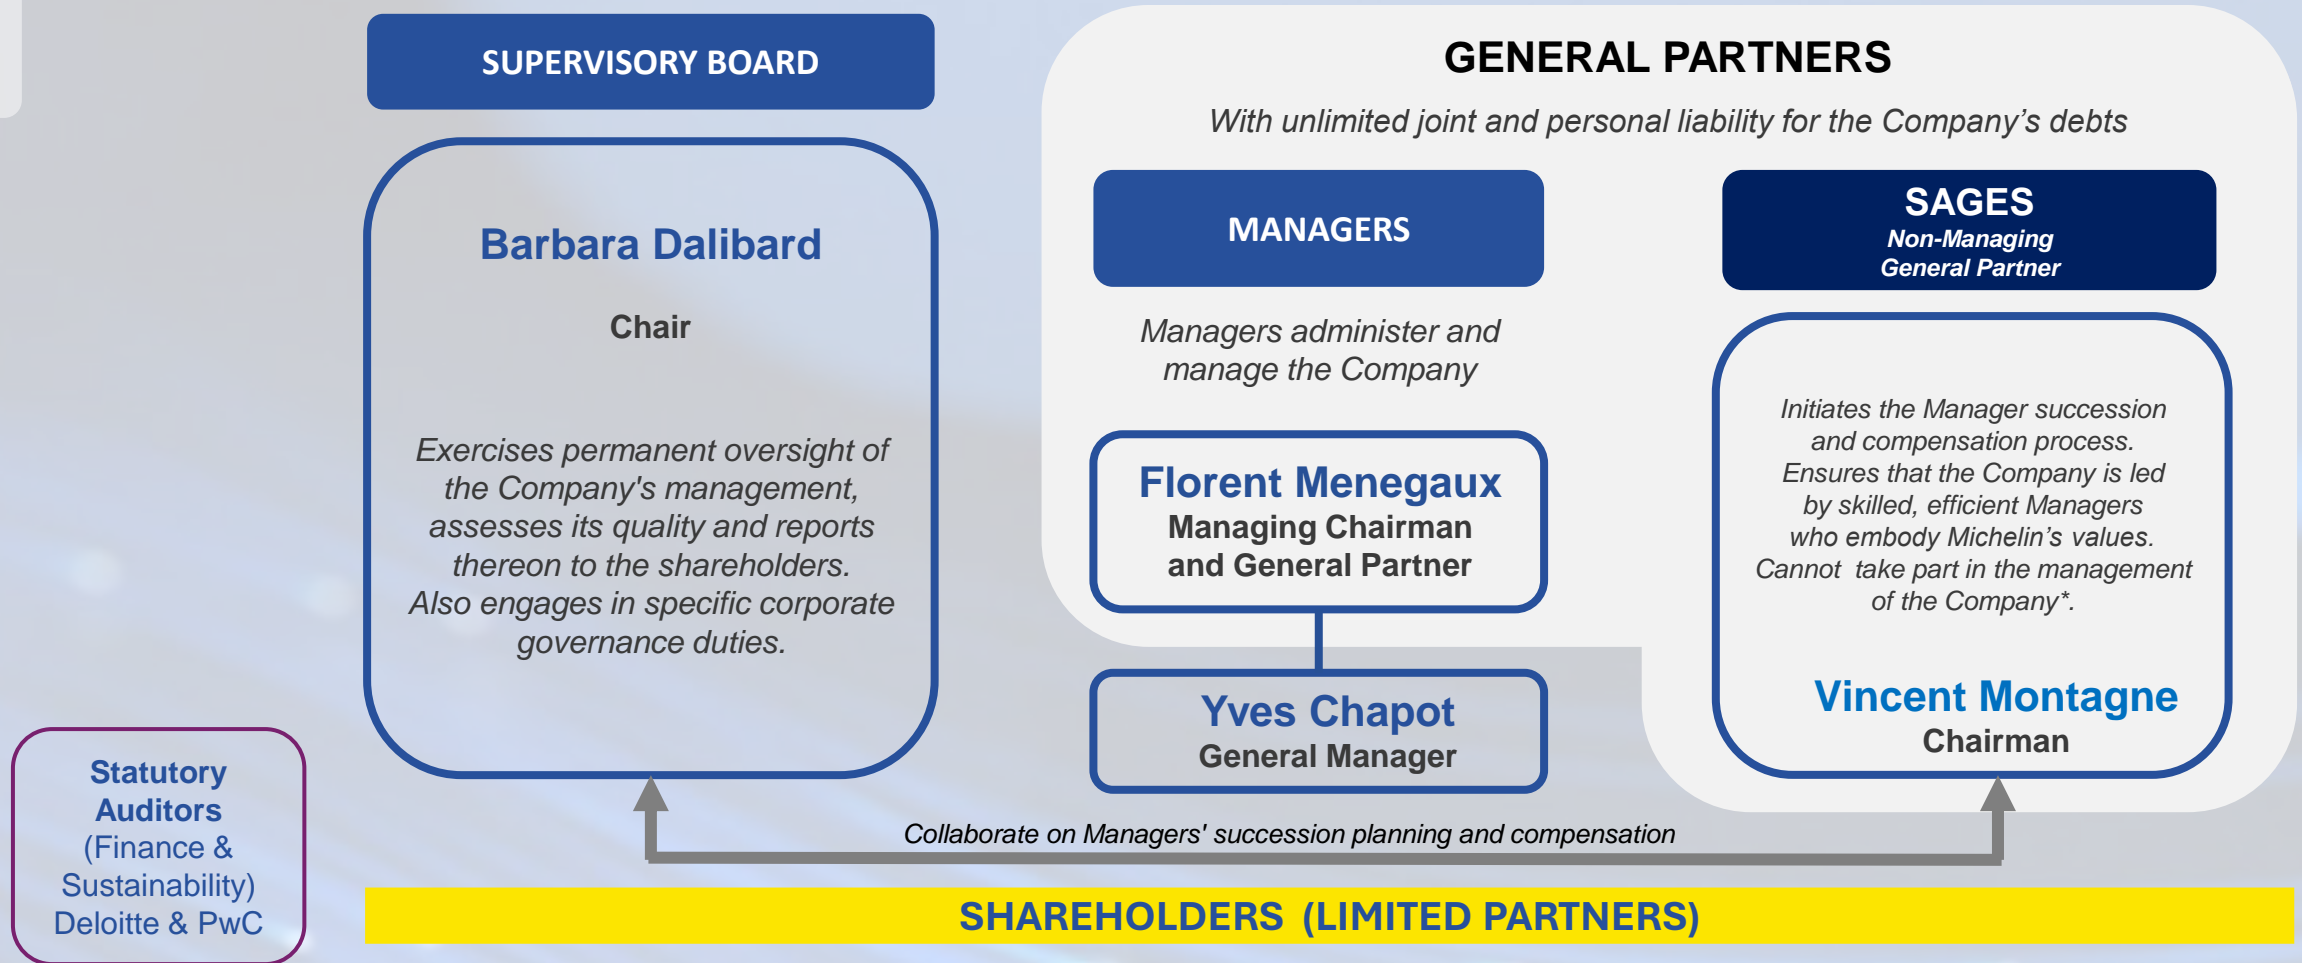 SUPERVISORY BOARD
Barbara Dalibard
Chair
Exercises permanent oversight of
the Company's management,
assesses its quality and reports
thereon to the shareholders.
Also engages in specific corporate
governance duties.
GENERAL PARTNERS
With unlimited joint and personal liability for the Company’s debts
MANAGERS
Managers administer and
manage the Company
Florent Menegaux
Managing Chairman
and General Partner
Yves Chapot
General Manager
SAGES
Non-Managing
General Partner
Initiates the Manager succession
and compensation process.
Ensures that the Company is led
by skilled, efficient Managers
who embody Michelin’s values.
Cannot take part in the management
of the Company*.
Vincent Montagne
Chairman
Collaborate on Managers' succession planning and compensation
Statutory
Auditors
(Finance &
Sustainability)
Deloitte & PwC
SHAREHOLDERS (LIMITED PARTNERS)